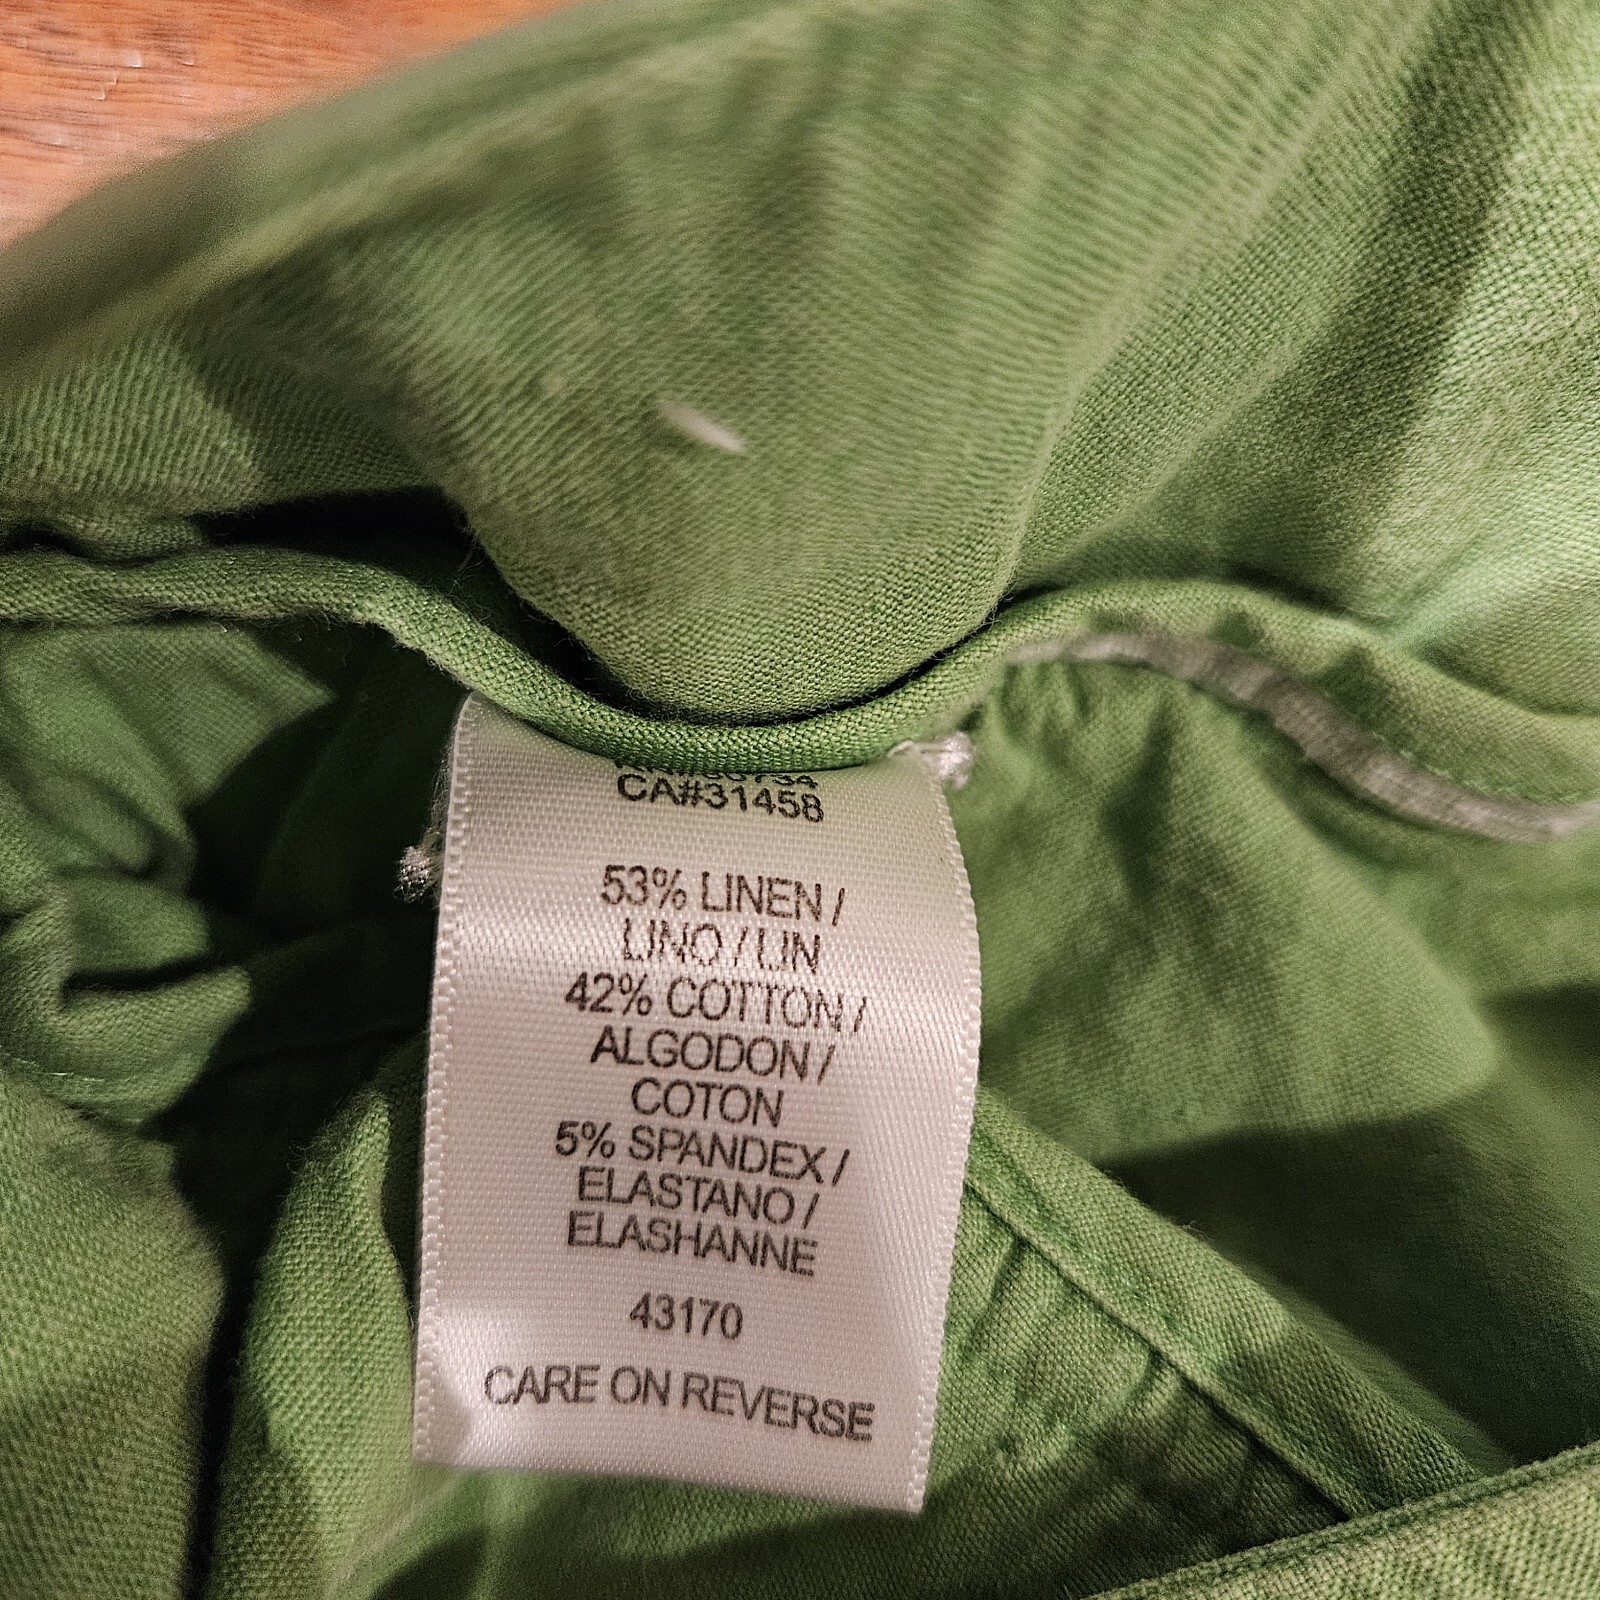 CA#31458
53% LINEN /
LINO / LIN
42% COTTON /
ALGODON /
COTON
5% SPANDEX /
ELASTANO /
ELASHANNE
43170
CARE ON REVERSE